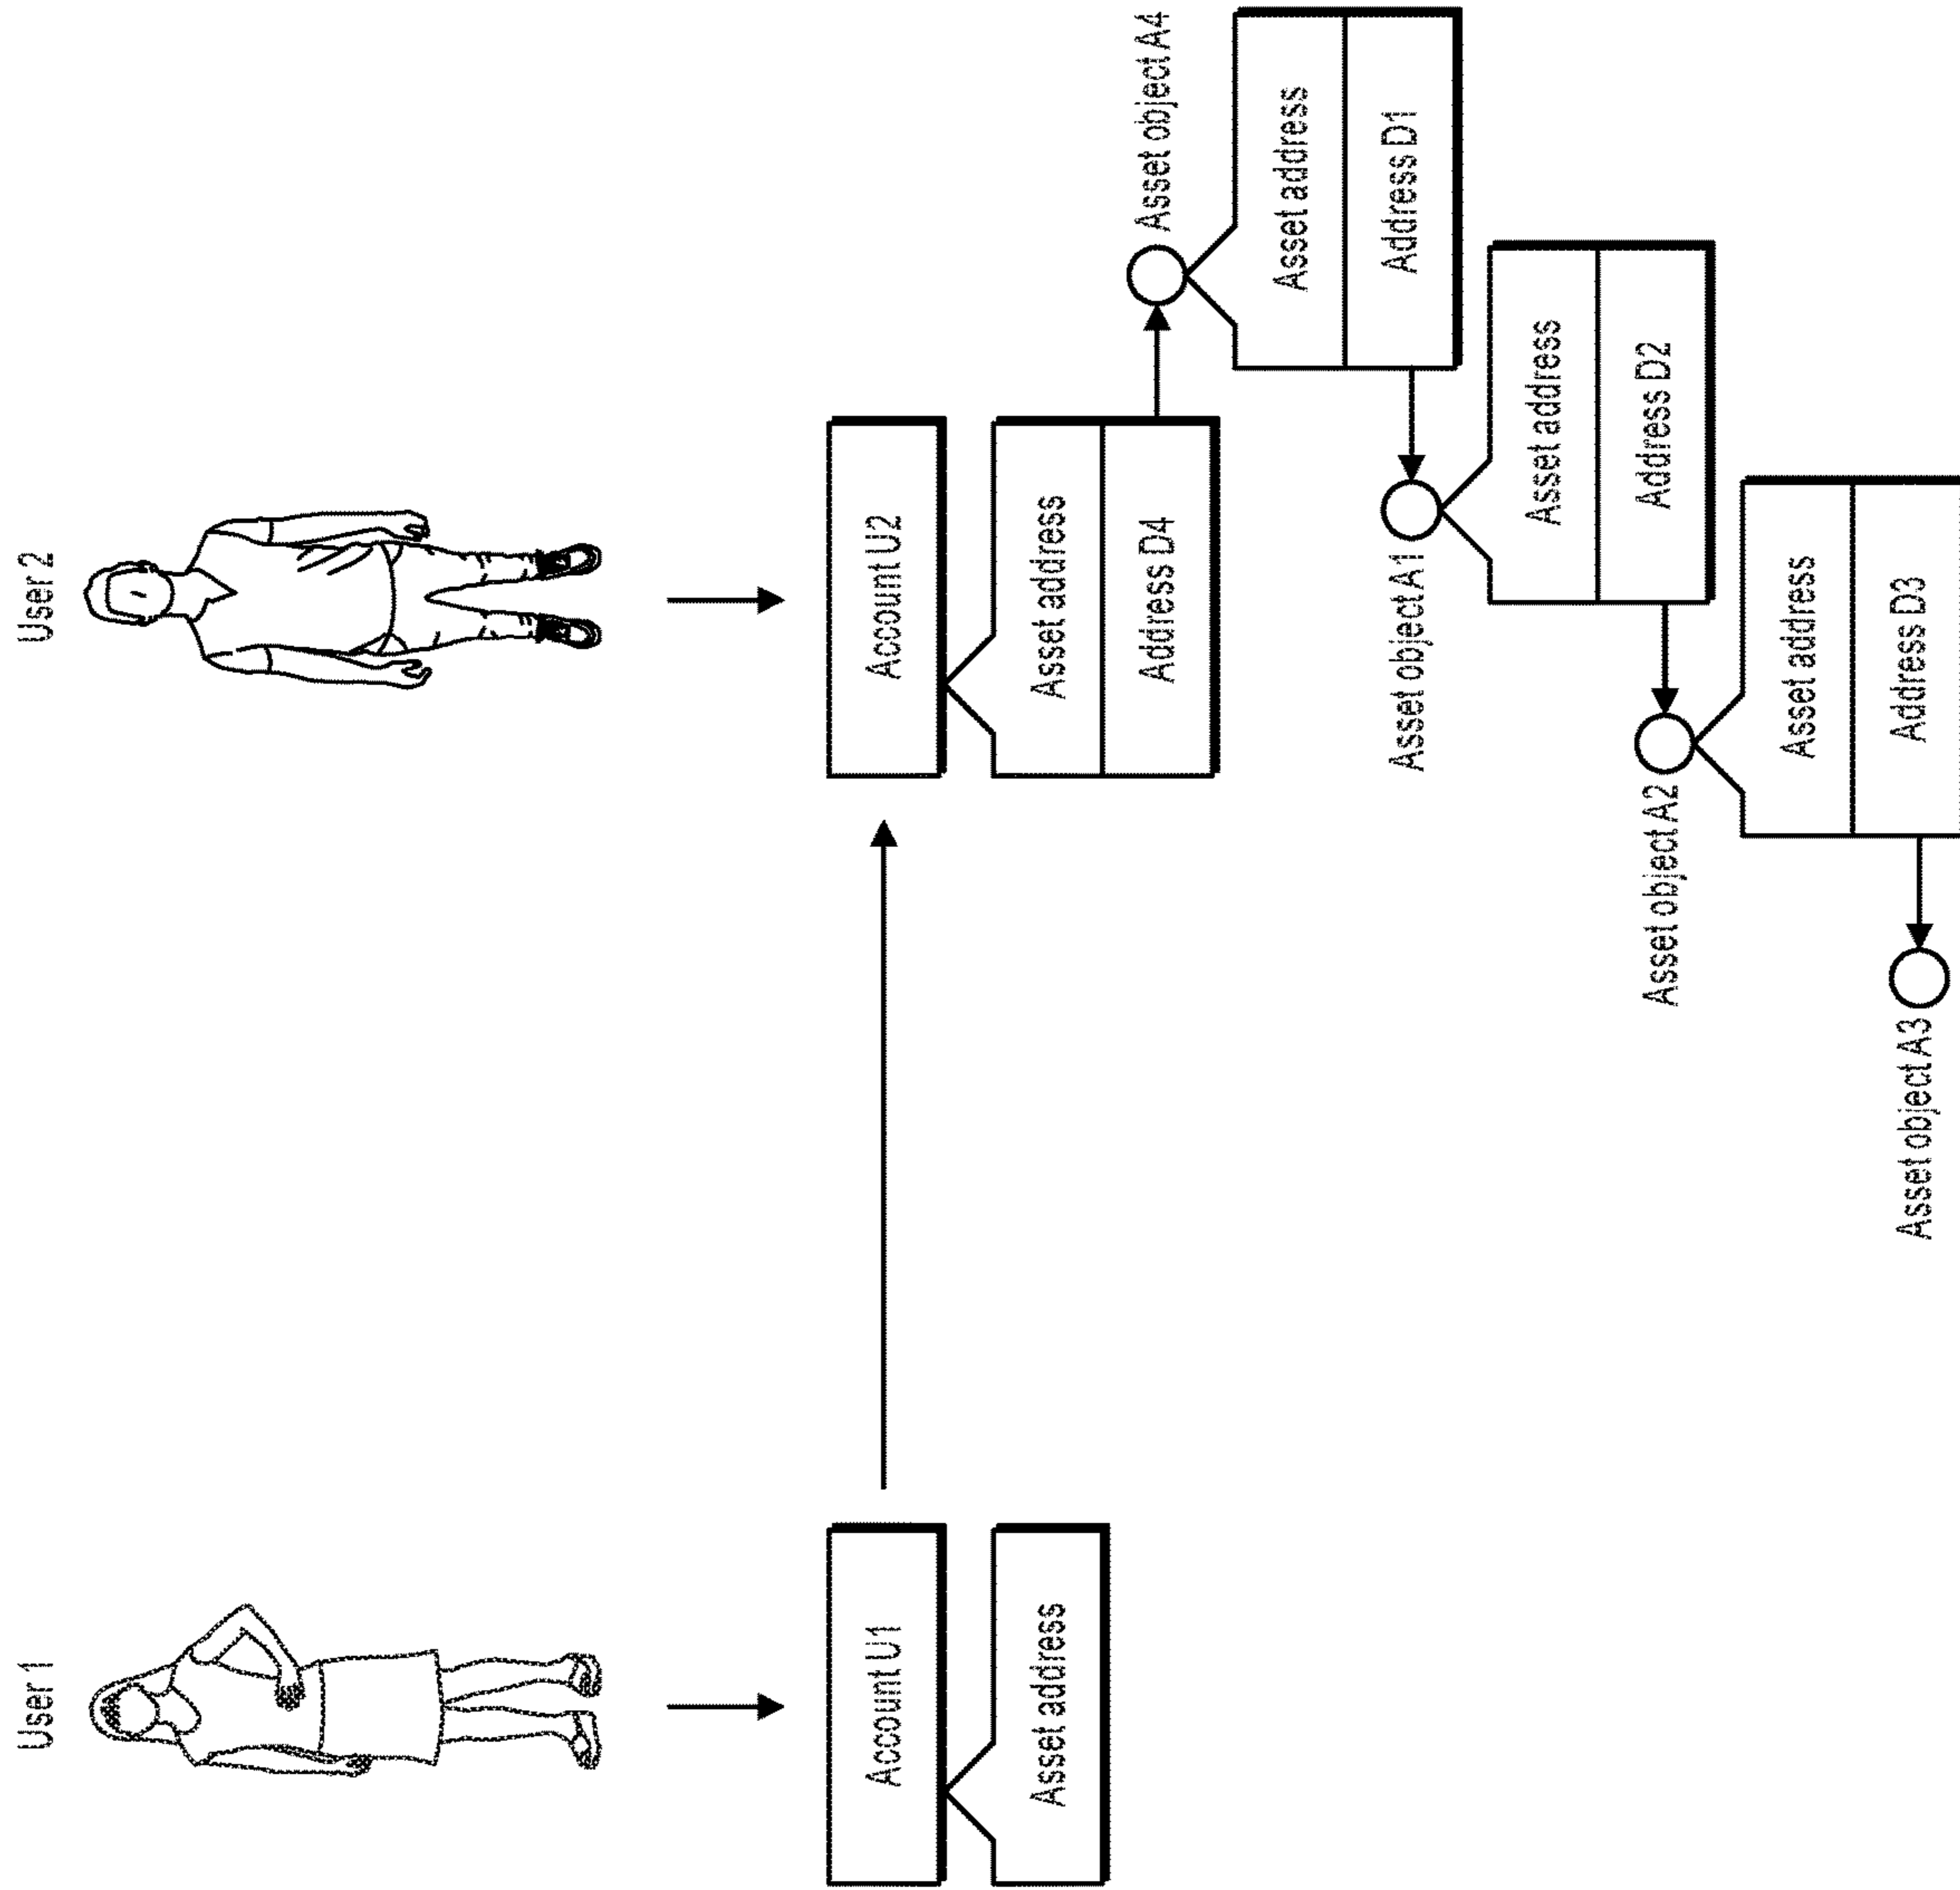 User 1
User 2
Account U1
Asset address
Account U2
Asset address
Address D4
Asset object A4
Asset address
Address D1
Asset object A1
Asset address
Address D2
Asset object A2
Asset address
Address D3
Asset object A3